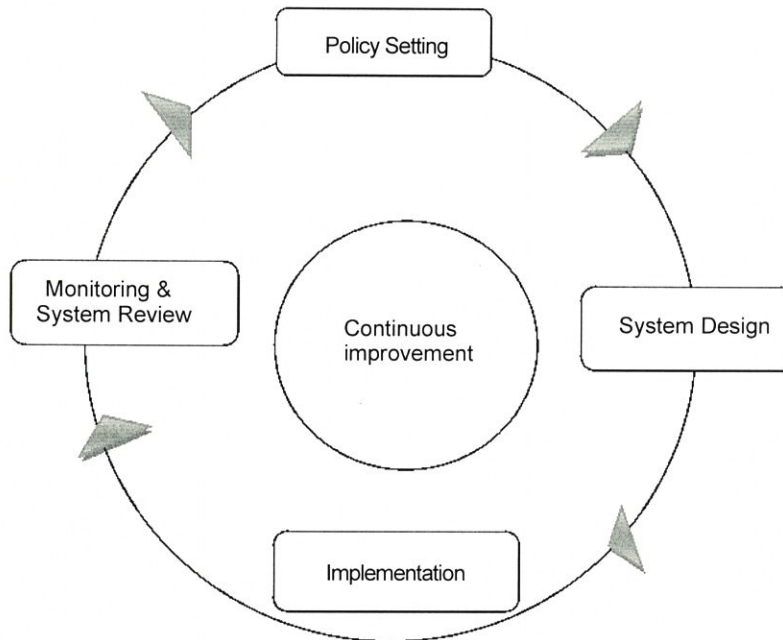 Policy Setting
Monitoring &
System Review
Continuous
improvement
System Design
Implementation